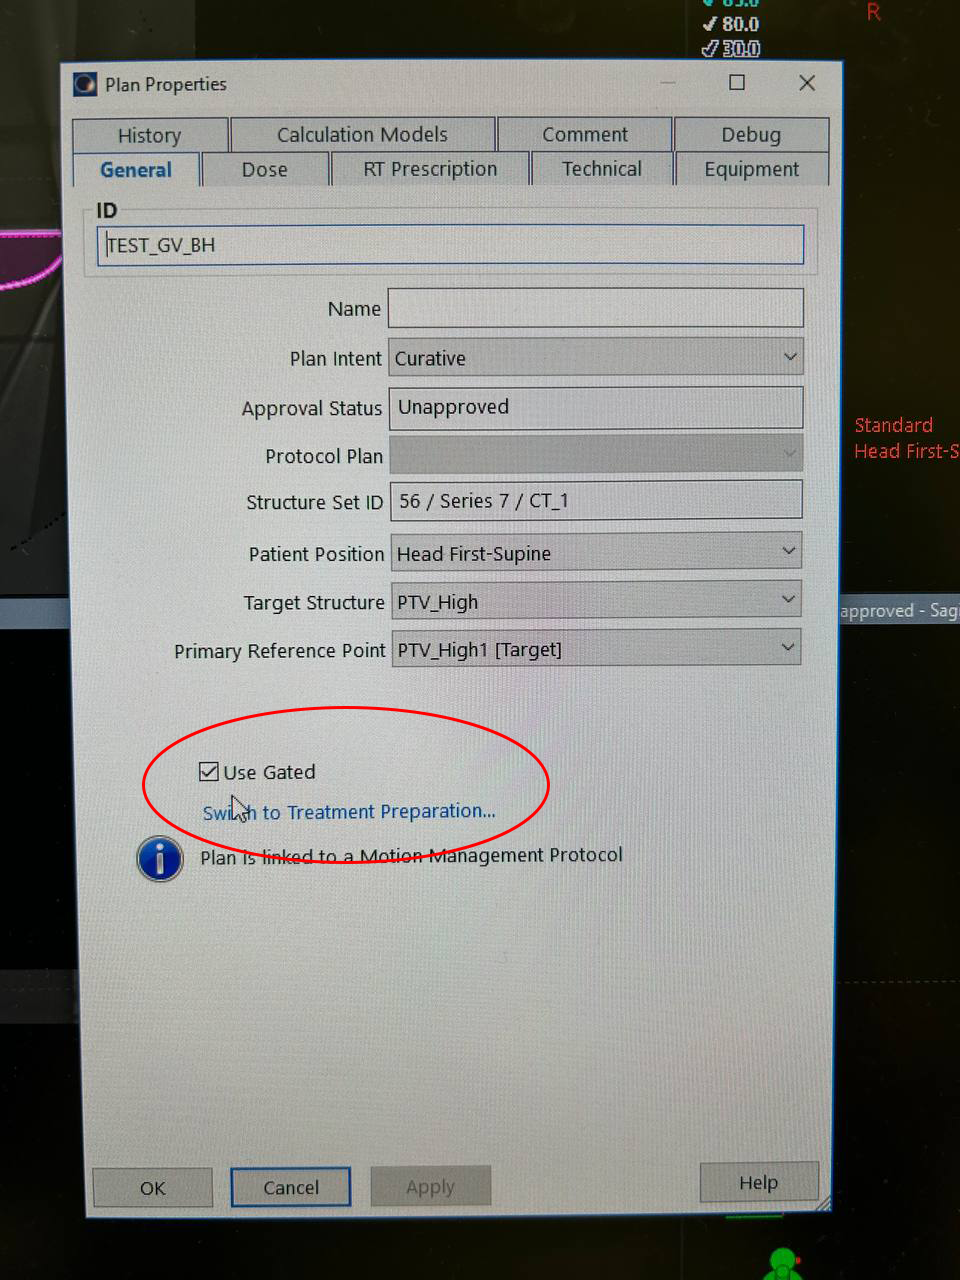 80.0
30.0
R
Plan Properties
History
Calculation Models
Comment
Debug
General
Dose
RT Prescription
Technical
Equipment
ID
TEST_GV_BH
Name
Plan Intent Curative
Approval Status Unapproved
Standard
Head First-S
Protocol Plan
Structure Set ID 56 / Series 7 / CT_1
Patient Position Head First-Supine
Target Structure PTV_High
approved - Sagi
Primary Reference Point PTV_High1 [Target]
Use Gated
Switch to Treatment Preparation...
Plan is linked to a Motion Management Protocol
OK
Cancel
Apply
Help